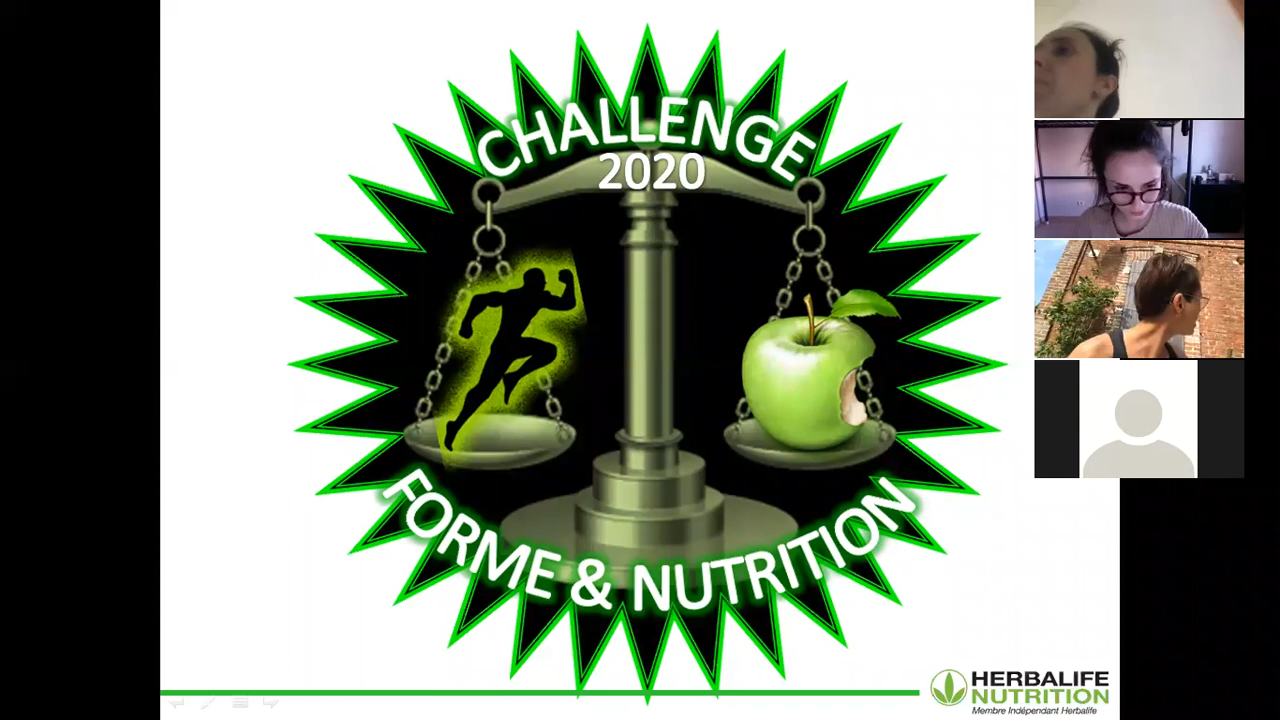 CHALLENGE
2020
FORME & NUTRITION
HERBALIFE
NUTRITION
Membre Indépendant Herbalife